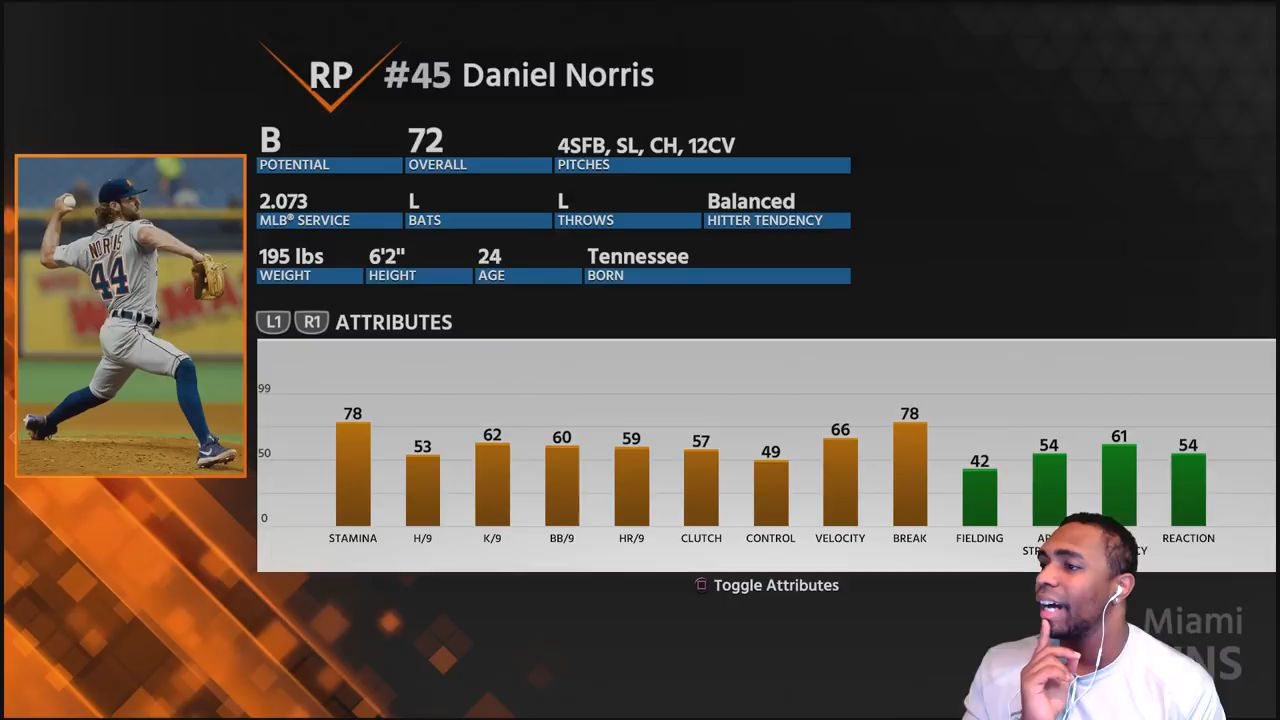 RP #45 Daniel Norris
B 72 4SFB, SL, CH, 12CV
POTENTIAL OVERALL PITCHES
2.073 L L Balanced
MLB® SERVICE BATS THROWS HITTER TENDENCY
195 lbs 6'2" 24 Tennessee
WEIGHT HEIGHT AGE BORN
NORRIS
44
L1 R1 ATTRIBUTES
99
78 53 62 60 59 57 49 66 78 42 54 61 54
50
0
STAMINA H/9 K/9 BB/9 HR/9 CLUTCH CONTROL VELOCITY BREAK FIELDING REACTION
Toggle Attributes
Miami